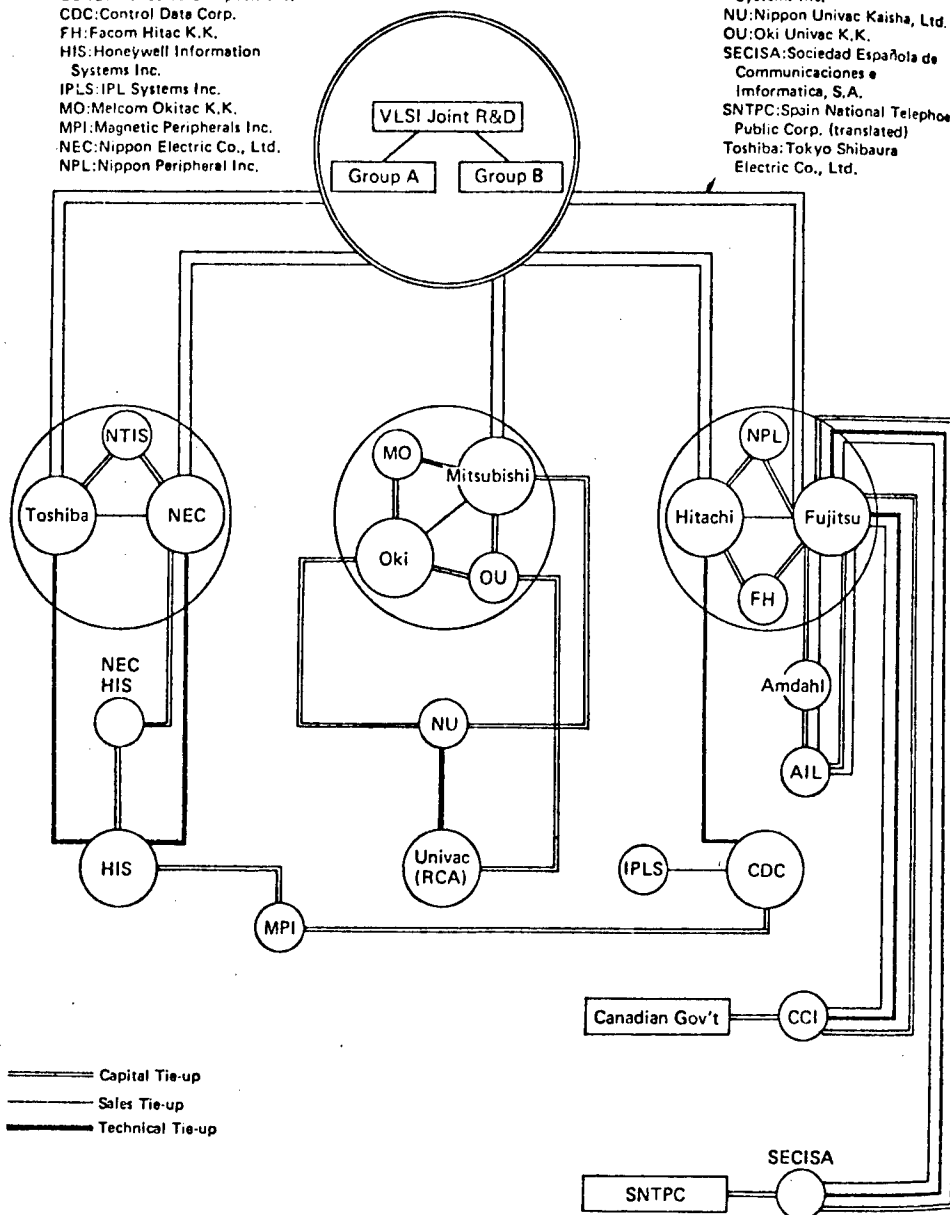 CDC:Control Data Corp.
FH:Facom Hitac K.K.
HIS:Honeywell Information
Systems Inc.
IPLS:IPL Systems Inc.
MO:Melcom Okitac K.K.
MPI:Magnetic Peripherals Inc.
NEC:Nippon Electric Co., Ltd.
NPL:Nippon Peripheral Inc.
NU:Nippon Univac Kaisha, Ltd.
OU:Oki Univac K.K.
SECISA:Sociedad Española de
Communicaciones e
Imformatica, S.A.
SNTPC:Spain National Telephoe
Public Corp. (translated)
Toshiba:Tokyo Shibaura
Electric Co., Ltd.
VLSI Joint R&D
Group A
Group B
NTIS
Toshiba
NEC
MO
Mitsubishi
Oki
OU
NPL
Hitachi
Fujitsu
FH
NEC
HIS
NU
Amdahl
AIL
HIS
Univac
(RCA)
IPLS
CDC
MPI
Canadian Gov't
CCI
Capital Tie-up
Sales Tie-up
Technical Tie-up
SECISA
SNTPC